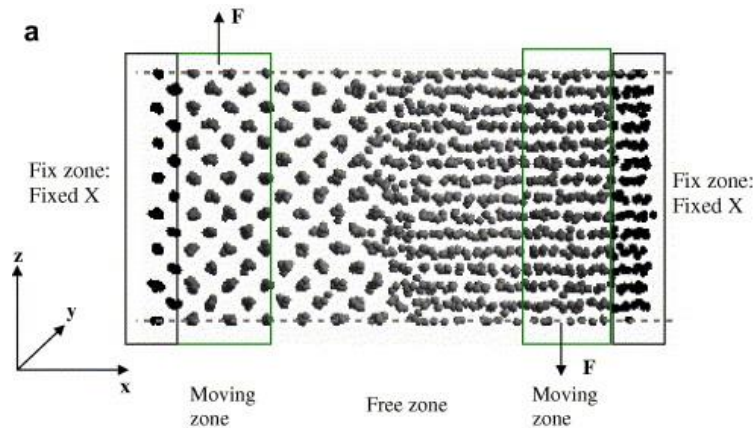 a
F
Fix zone:
Fixed X
Fix zone:
Fixed X
z
y
x
F
Moving
zone
Free zone
Moving
zone